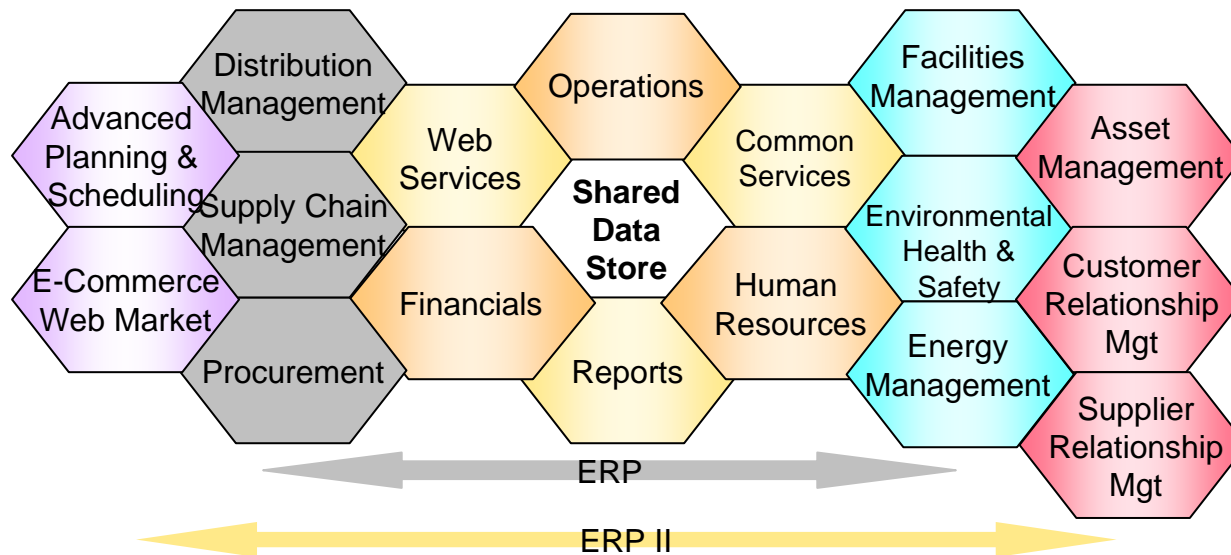 Distribution
Management
Operations
Facilities
Management
Advanced
Planning &
Scheduling
Web
Services
Common
Services
Asset
Management
Supply Chain
Management
Shared
Data
Store
Environmental
Health &
Safety
E-Commerce
Web Market
Financials
Human
Resources
Customer
Relationship
Mgt
Procurement
Reports
Energy
Management
Supplier
Relationship
Mgt
ERP
ERP II